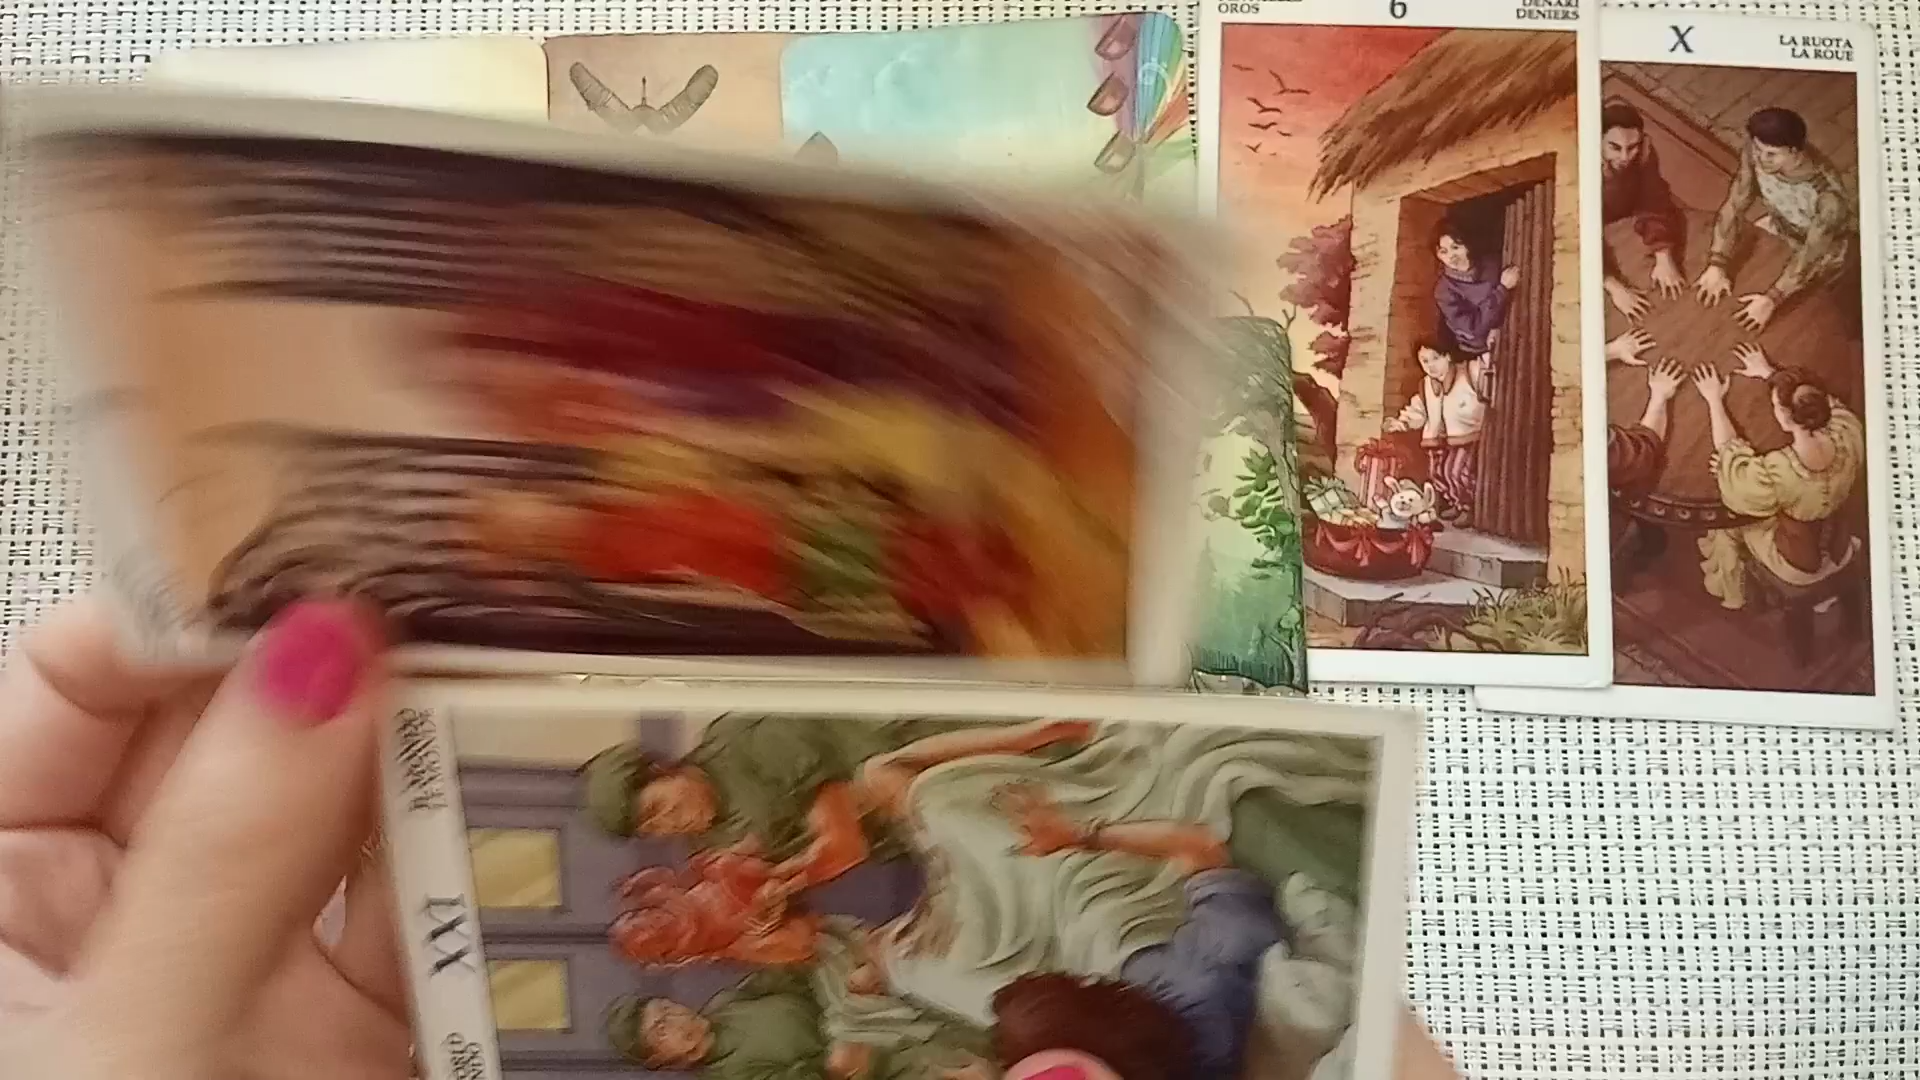 OROS
6
DENARI
DENIERS
X
LA RUOTA
LA ROUE
IL MONDO
LE MONDE
XXI